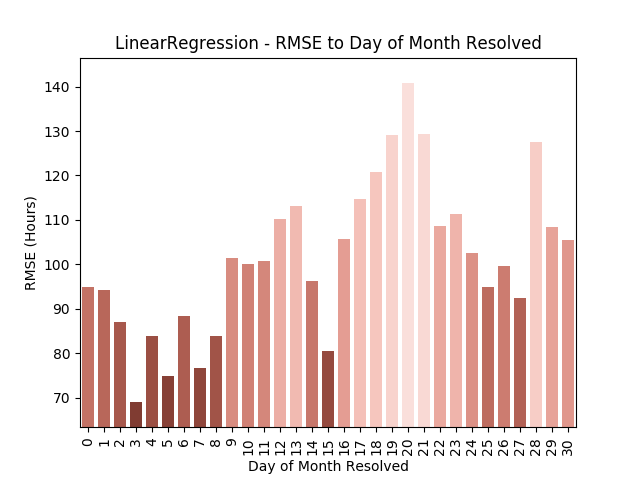 LinearRegression - RMSE to Day of Month Resolved
140
130
120
110
100
90
80
70
RMSE (Hours)
0 1 2 3 4 5 6 7 8 9 10 11 12 13 14 15 16 17 18 19 20 21 22 23 24 25 26 27 28 29 30
Day of Month Resolved